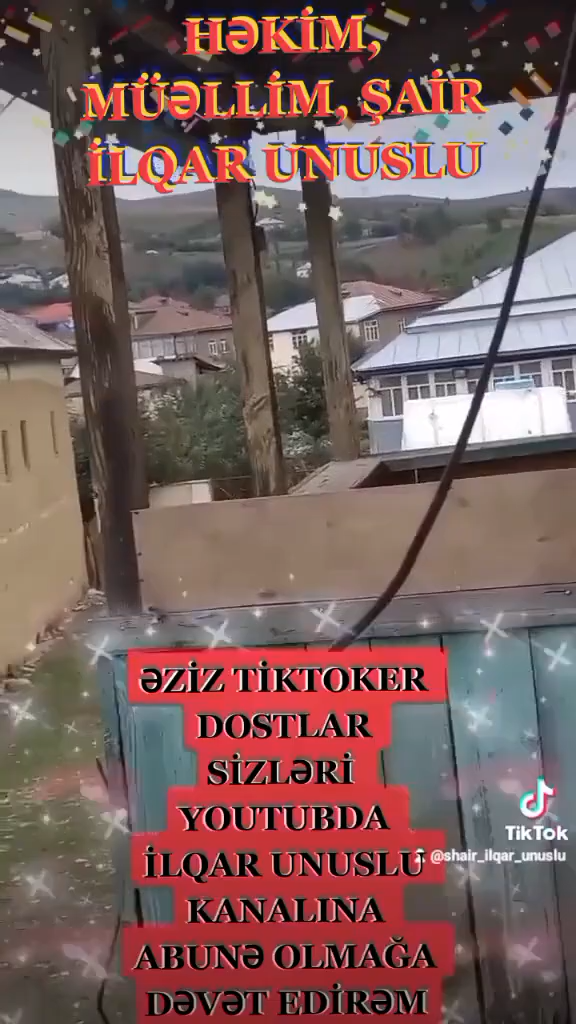 HƏKİM,
MÜƏLLİM, ŞAİR
İLQAR UNUSLU
ƏZİZ TİKTOKER
DOSTLAR
SİZLƏRİ
YOUTUBDA
İLQAR UNUSLU
KANALINA
ABUNƏ OLMAĞA
DƏVƏT EDİRƏM
TikTok
@shair_ilqar_unuslu